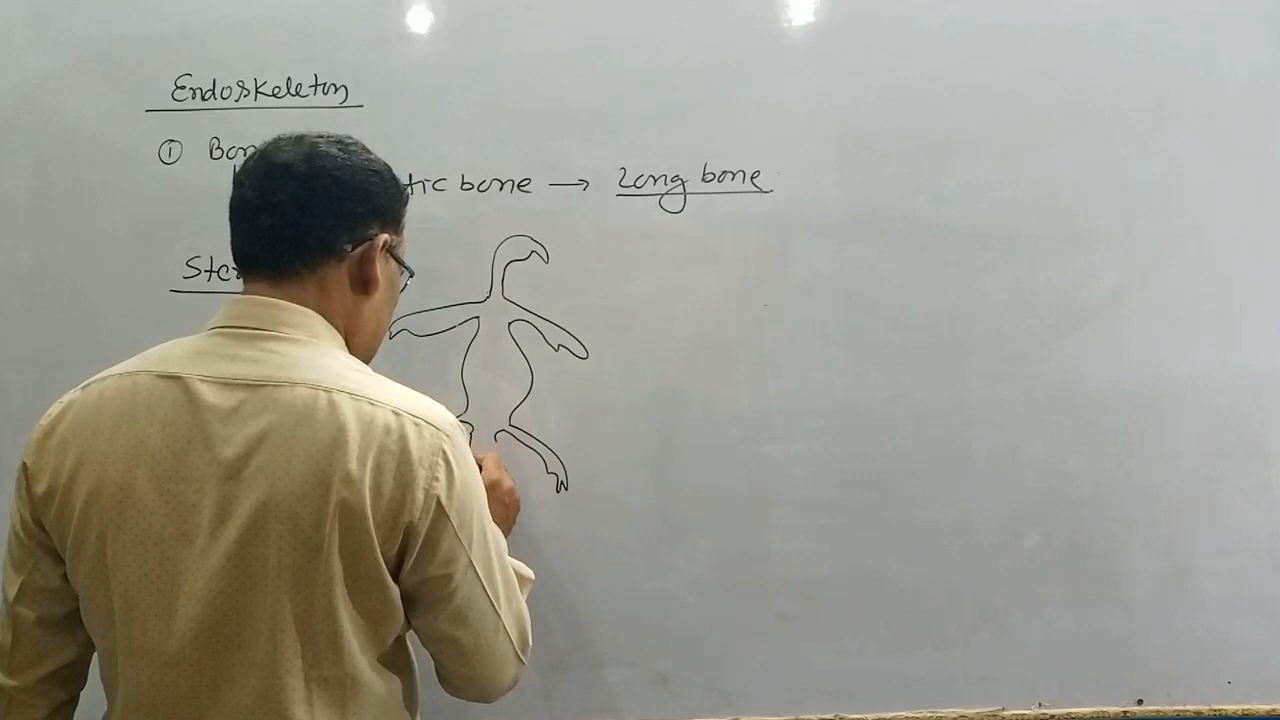 Endoskeleton
① Bon
tic bone → Long bone
Ste